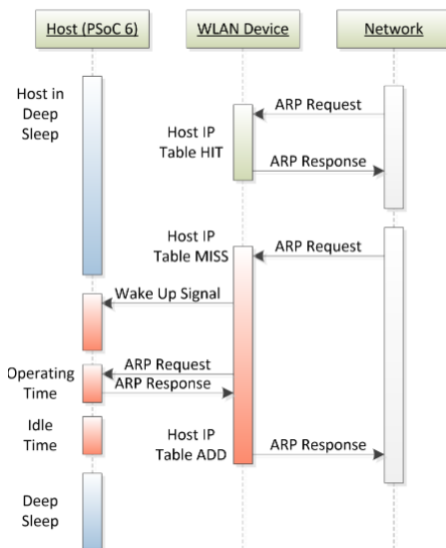 Host (PSoC 6)
WLAN Device
Network
Host in
Deep
Sleep
ARP Request
Host IP
Table HIT
ARP Response
Host IP
Table MISS
ARP Request
Wake Up Signal
ARP Request
Operating
Time
ARP Response
Idle
Time
Host IP
Table ADD
ARP Response
Deep
Sleep